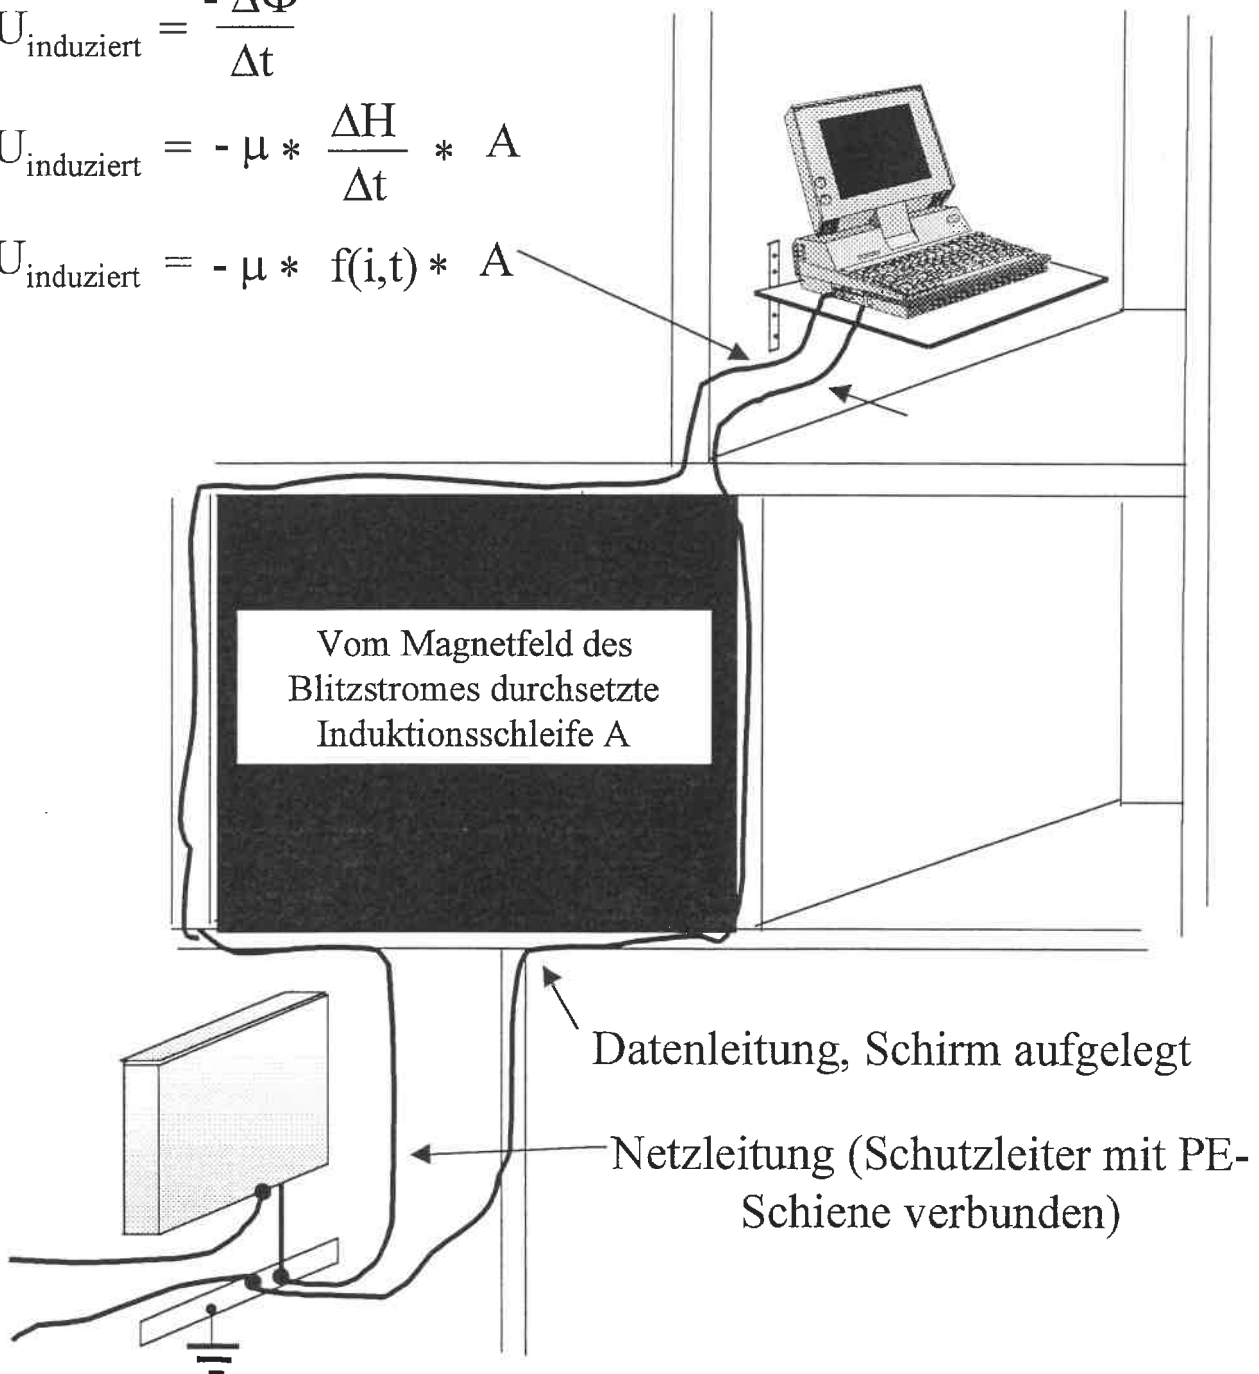 U_induziert = - ΔΦ / Δt
U_induziert = - μ * ΔH / Δt * A
U_induziert = - μ * f(i,t) * A
Vom Magnetfeld des
Blitzstromes durchsetzte
Induktionsschleife A
Datenleitung, Schirm aufgelegt
Netzleitung (Schutzleiter mit PE-
Schiene verbunden)